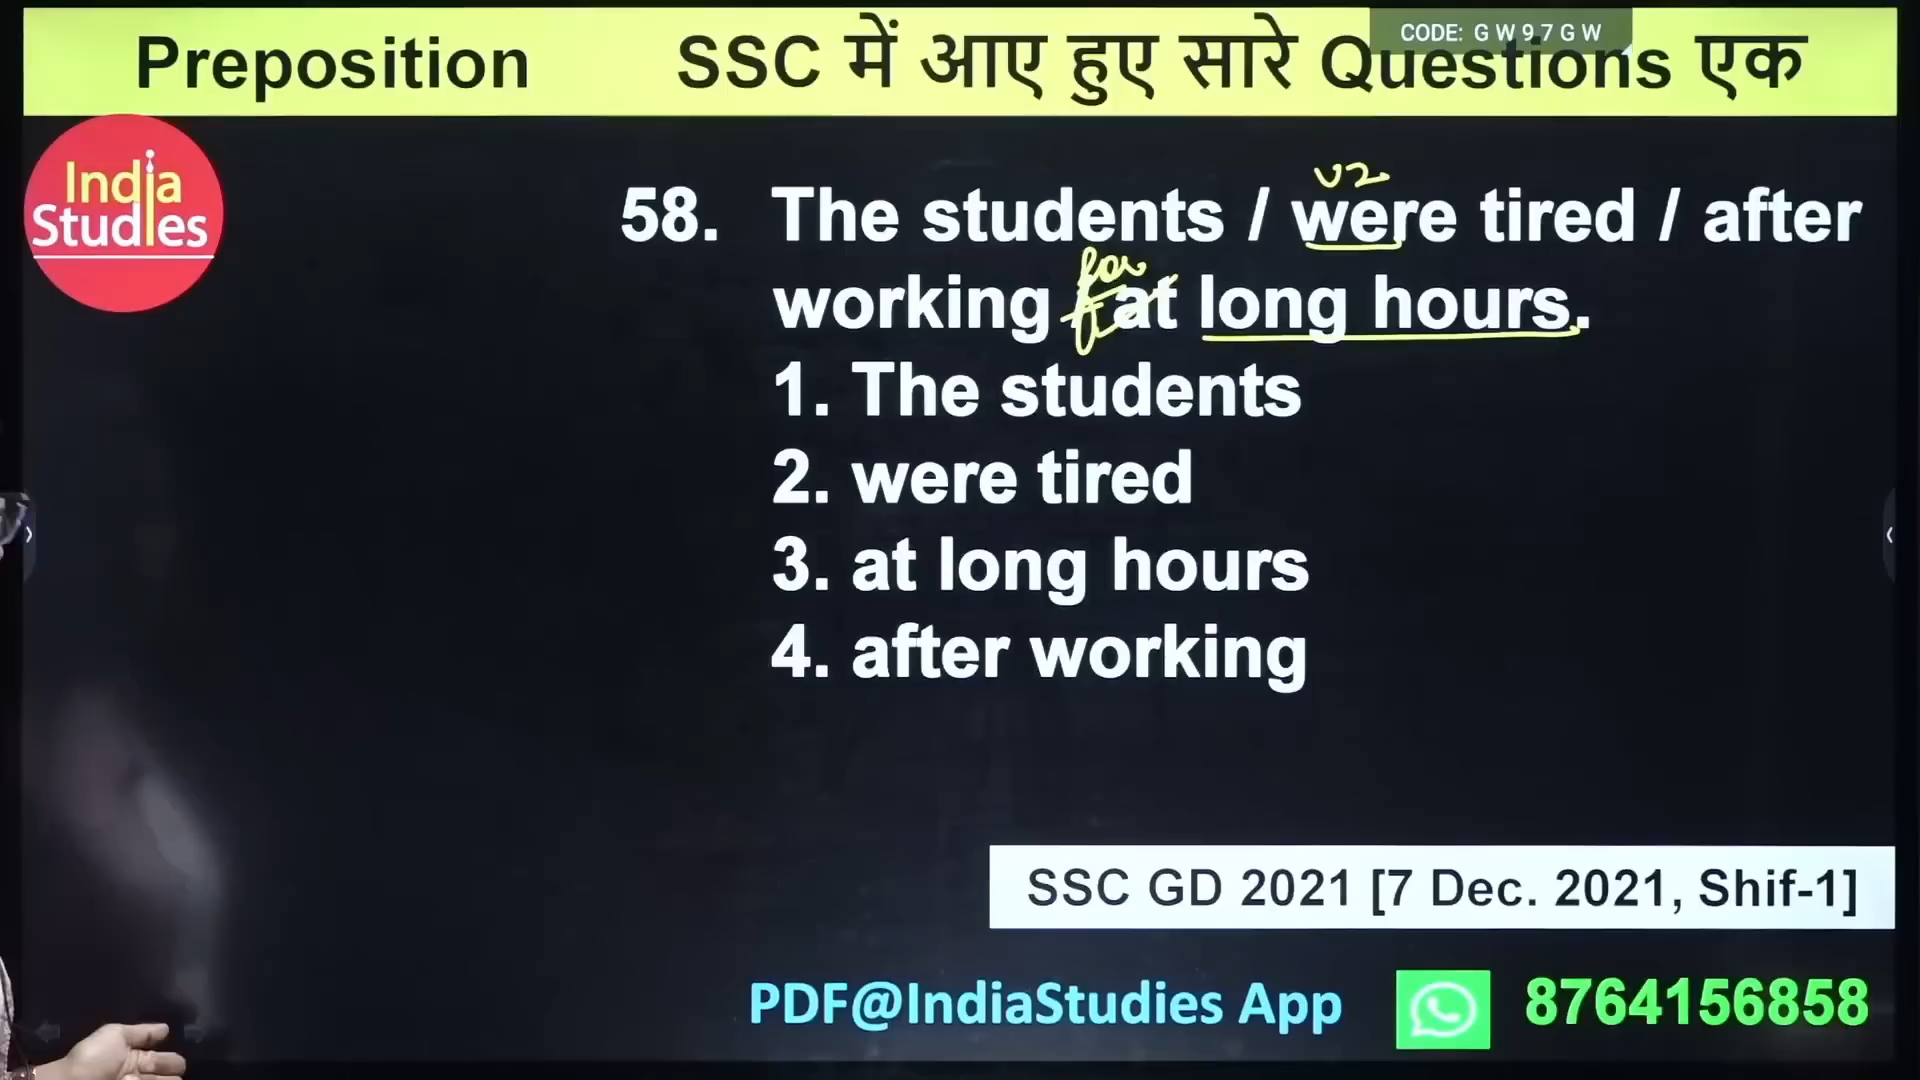 CODE: G W 9 7 G W
Preposition SSC में आए हुए सारे Questions एक
India
Studies
v2
58. The students / were tired / after
for
working at long hours.
1. The students
2. were tired
3. at long hours
4. after working
SSC GD 2021 [7 Dec. 2021, Shif-1]
PDF@IndiaStudies App 8764156858